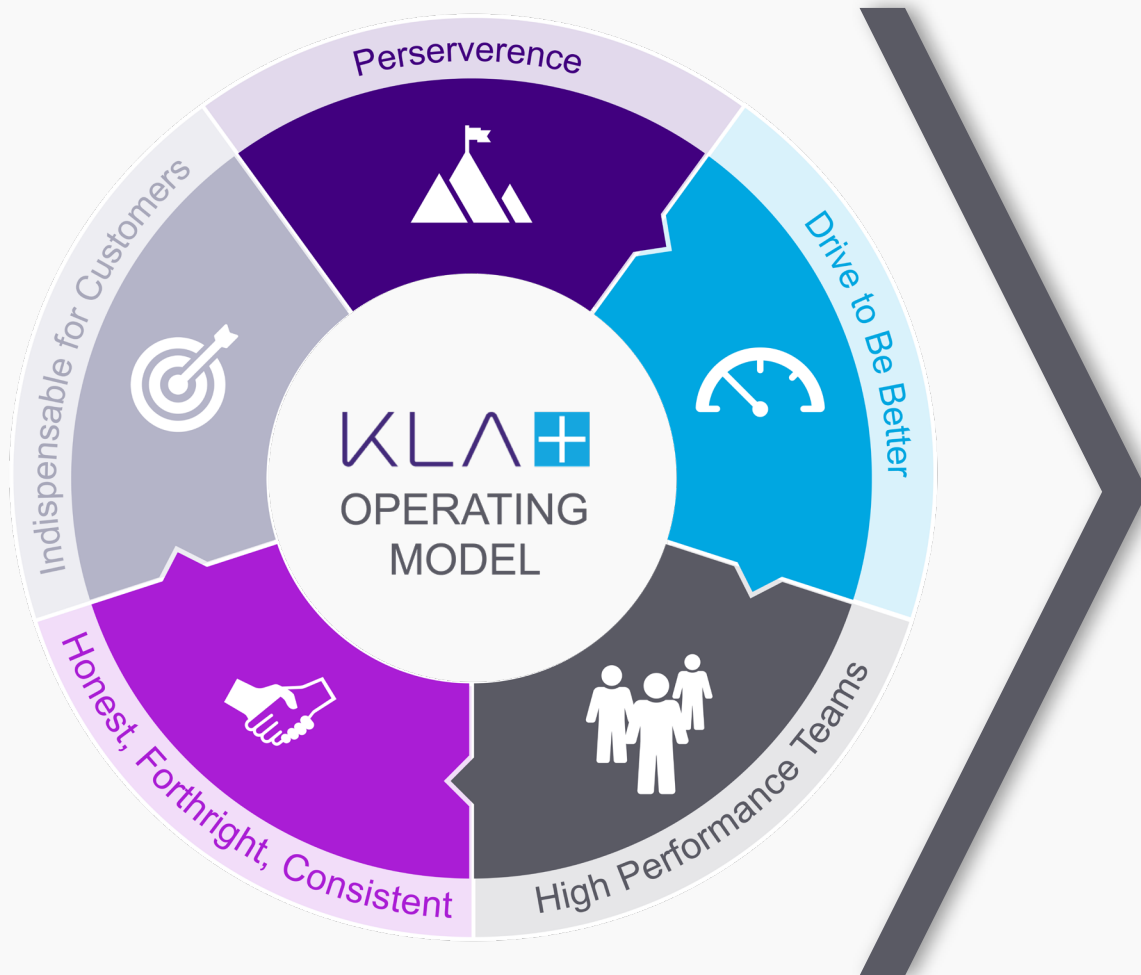 Perserverence
Drive to Be Better
High Performance Teams
Honest, Forthright, Consistent
Indispensable for Customers
KLA+
OPERATING
MODEL